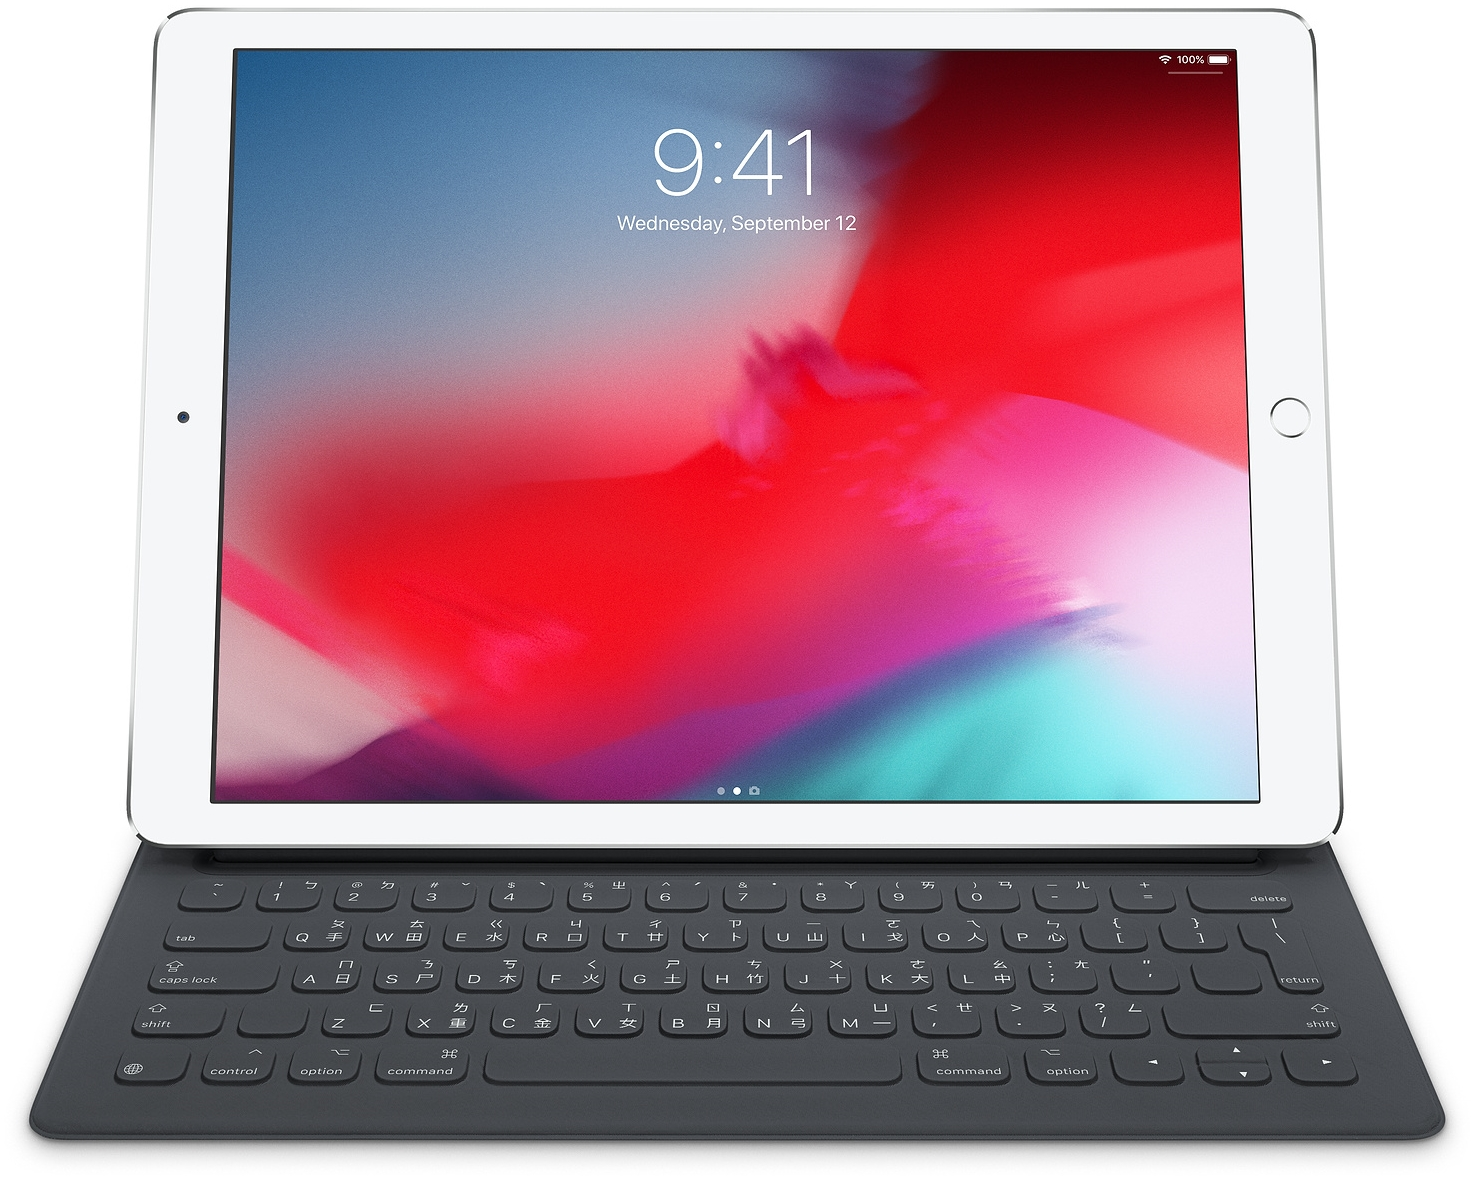 100%
9:41
Wednesday, September 12
~ ` ! ㄅ 1 @ ㄉ 2 # ˇ 3 $ ˋ 4 % ㄓ 5 ^ ˊ 6 & ˙ 7 * ㄚ 8 ( ㄞ 9 ) ㄢ 0 — ㄦ - + = delete
tab Q ㄆ 手 W ㄊ 田 E ㄍ 水 R ㄐ 口 T ㄔ 廿 Y ㄗ 卜 U ㄧ 山 I ㄛ 戈 O ㄟ 人 P ㄣ 心 { [ } ] | \
caps lock A ㄇ 日 S ㄋ 尸 D ㄎ 木 F ㄑ 火 G ㄕ 土 H ㄘ 竹 J ㄨ 十 K ㄜ 大 L ㄠ 中 : ㄤ ; " ' return
shift Z ㄈ X ㄌ 重 C ㄏ 金 V ㄒ 女 B ㄖ 月 N ㄙ 弓 M ㄩ 一 < ㄝ , > ㄡ . ? ㄥ / shift
control option command command option